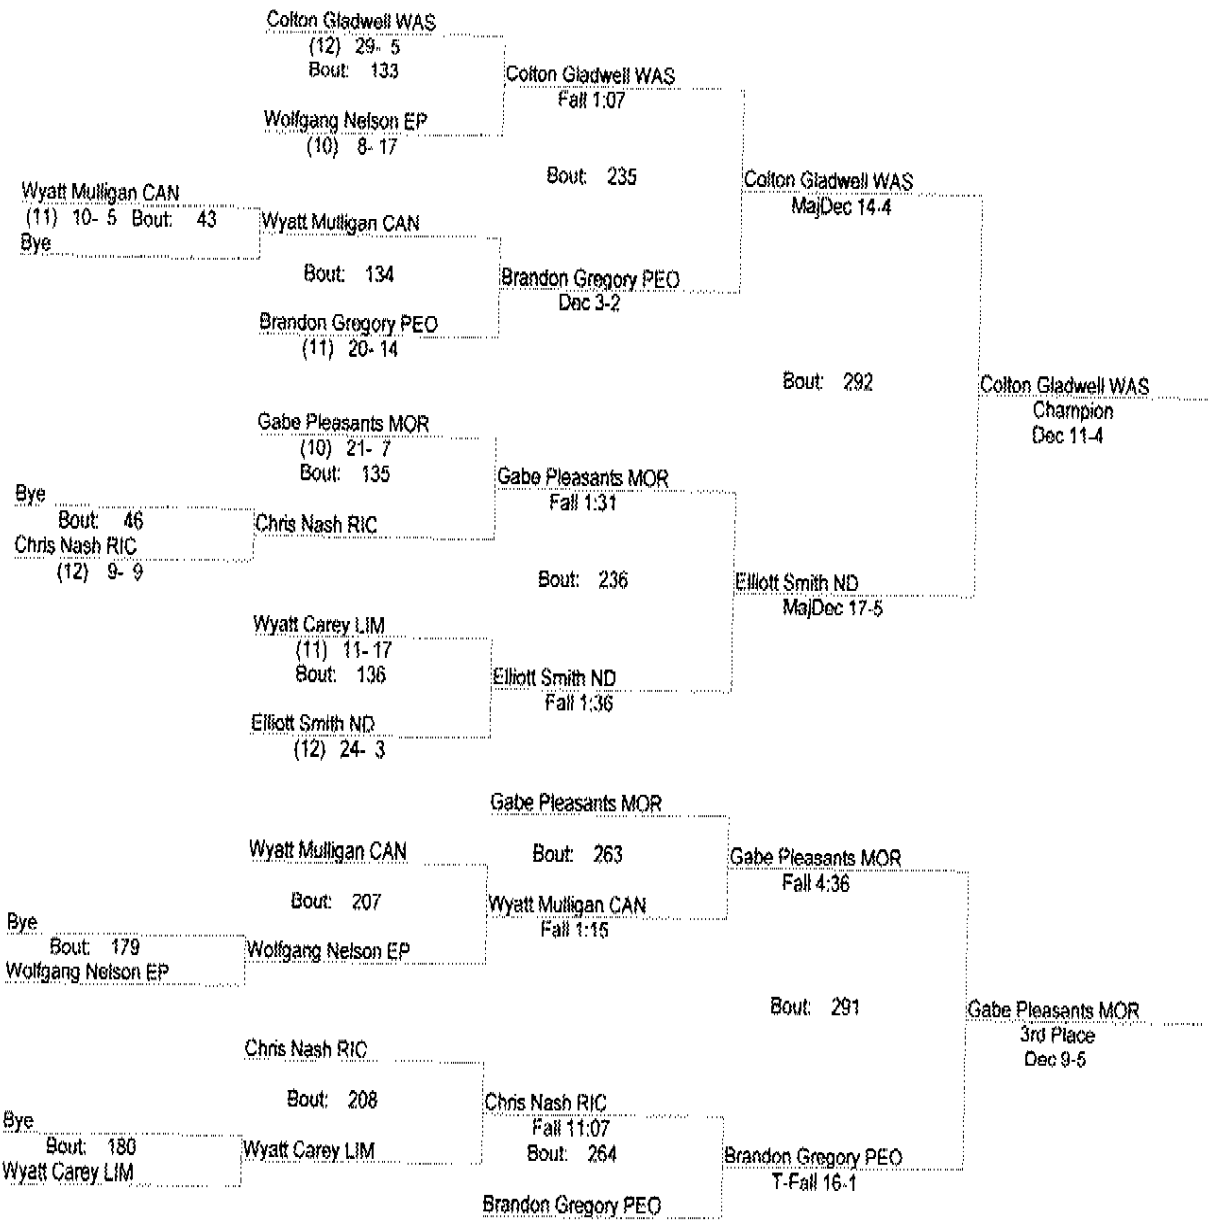 Colton Gladwell WAS
(12) 29- 5
Bout: 133
Colton Gladwell WAS
Fall 1:07
Wolfgang Nelson EP
(10) 8- 17
Bout: 235
Colton Gladwell WAS
MajDec 14-4
Wyatt Mulligan CAN
(11) 10- 5 Bout: 43
Bye
Wyatt Mulligan CAN
Bout: 134
Brandon Gregory PEO
Dec 3-2
Brandon Gregory PEO
(11) 20- 14
Bout: 292
Colton Gladwell WAS
Champion
Dec 11-4
Gabe Pleasants MOR
(10) 21- 7
Bout: 135
Gabe Pleasants MOR
Fall 1:31
Bye
Bout: 46
Chris Nash RIC
(12) 9- 9
Chris Nash RIC
Bout: 236
Elliott Smith ND
MajDec 17-5
Wyatt Carey LIM
(11) 11- 17
Bout: 136
Elliott Smith ND
Fall 1:36
Elliott Smith ND
(12) 24- 3
Gabe Pleasants MOR
Wyatt Mulligan CAN
Bout: 263
Gabe Pleasants MOR
Fall 4:36
Bout: 207
Wyatt Mulligan CAN
Fall 1:15
Bye
Bout: 179
Wolfgang Nelson EP
Wolfgang Nelson EP
Bout: 291
Gabe Pleasants MOR
3rd Place
Dec 9-5
Chris Nash RIC
Bout: 208
Chris Nash RIC
Fall 11:07
Bout: 264
Bye
Bout: 180
Wyatt Carey LIM
Wyatt Carey LIM
Brandon Gregory PEO
T-Fall 16-1
Brandon Gregory PEO